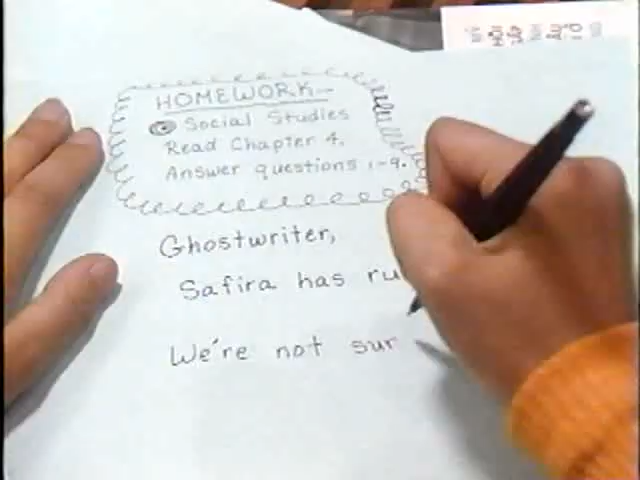 HOMEWORK—
Social Studies
Read Chapter 4.
Answer questions 1-9.
Ghostwriter,
Safira has ru
We're not sur